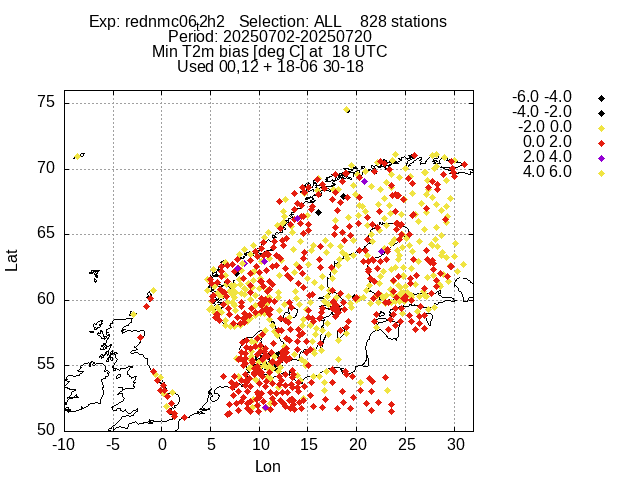 Exp: rednmc06_t2h2 Selection: ALL 828 stations
Period: 20250702-20250720
Min T2m bias [deg C] at 18 UTC
Used 00,12 + 18-06 30-18
-6.0 -4.0
-4.0 -2.0
-2.0 0.0
0.0 2.0
2.0 4.0
4.0 6.0
75
70
65
60
55
50
Lat
-10 -5 0 5 10 15 20 25 30
Lon